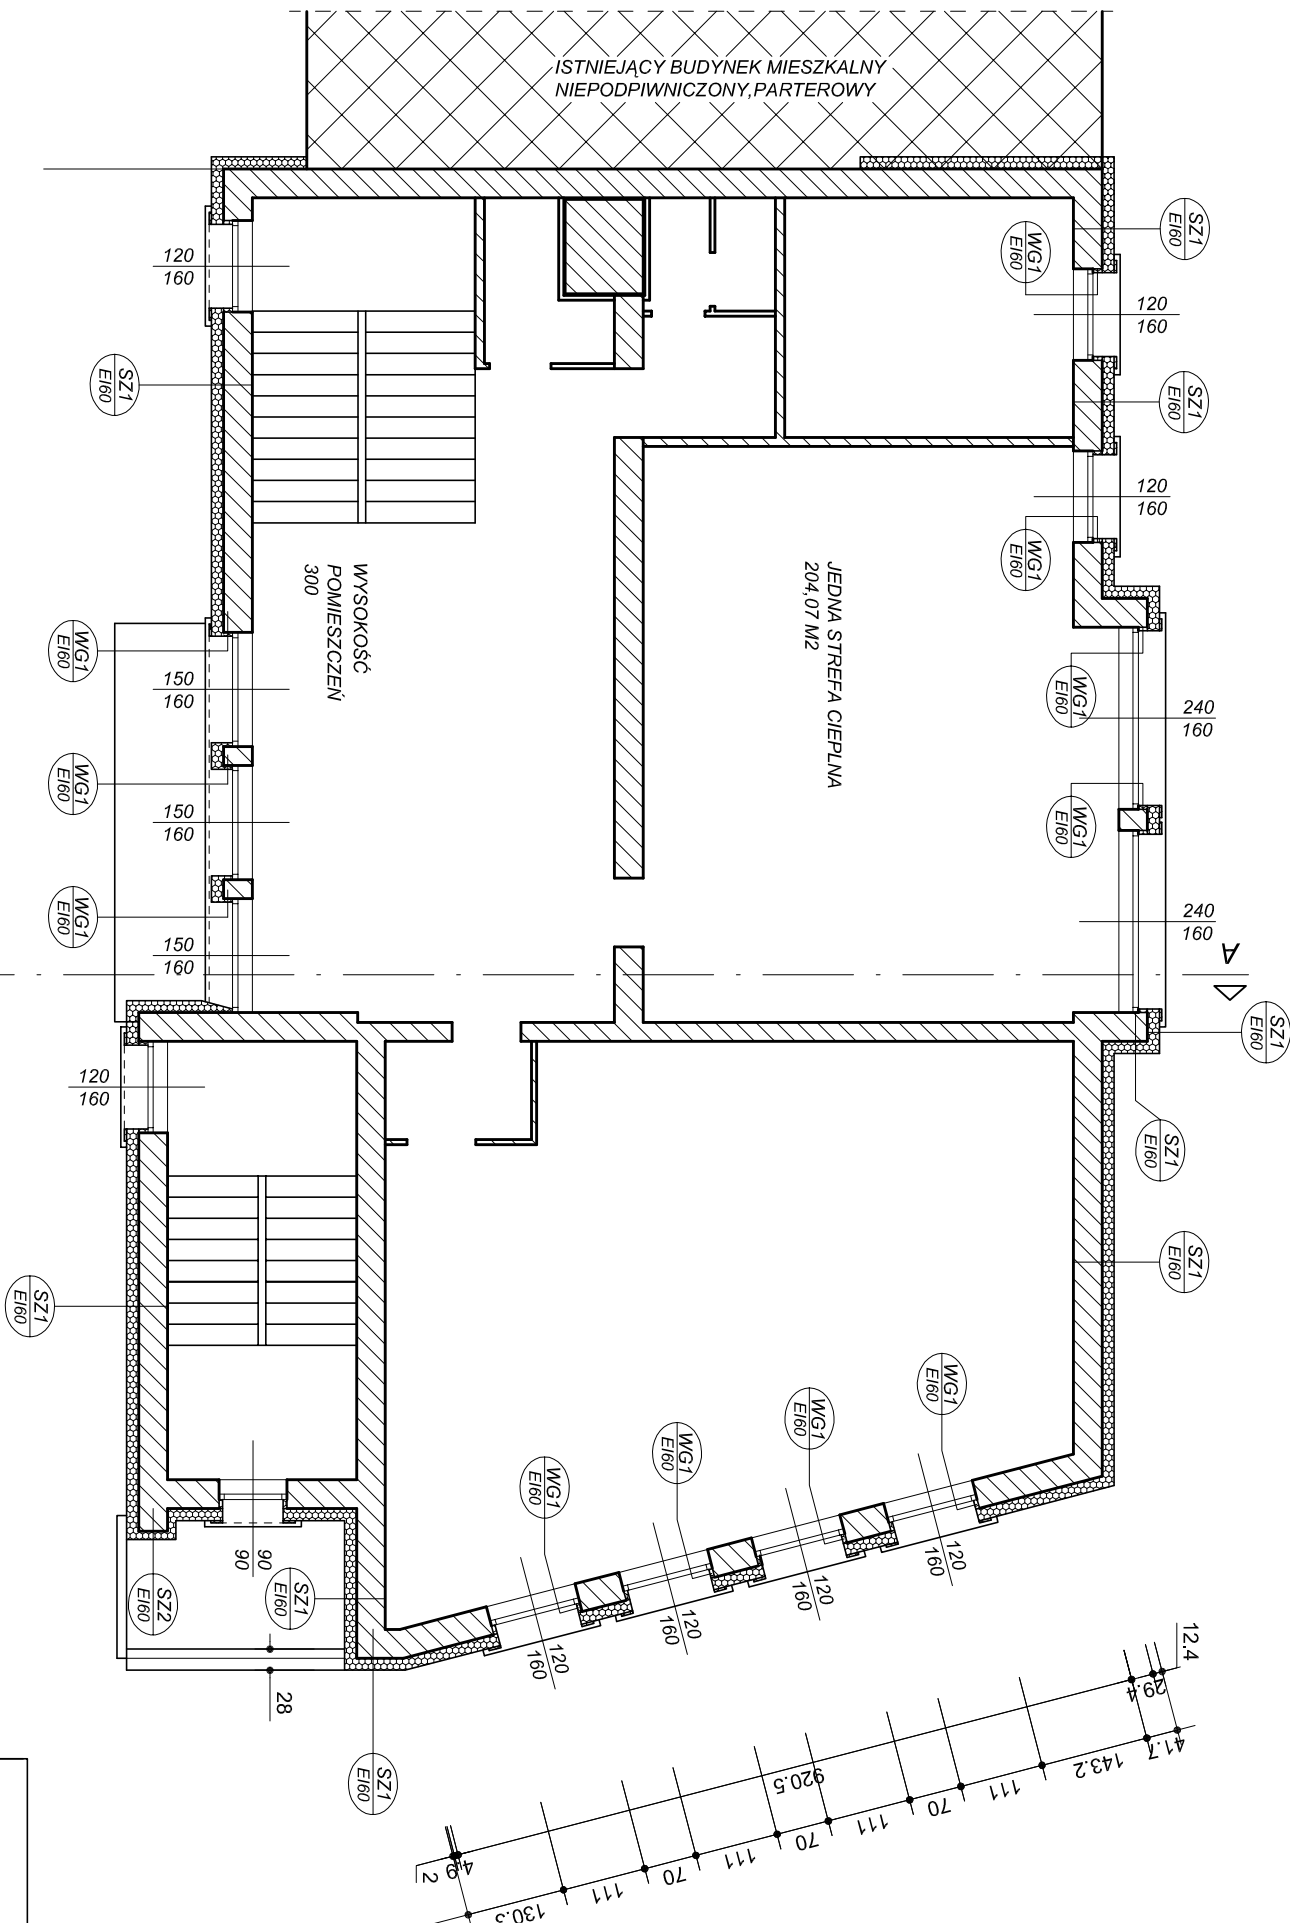 ISTNIEJĄCY BUDYNEK MIESZKALNY
NIEPODPIWNICZONY,PARTEROWY
SZ1
EI60
WG1
EI60
120
160
120
160
SZ1
EI60
SZ1
EI60
120
160
WG1
EI60
WYSOKOŚĆ
POMIESZCZEŃ
300
JEDNA STREFA CIEPLNA
204,07 M2
WG1
EI60
150
160
WG1
EI60
240
160
WG1
EI60
150
160
WG1
EI60
WG1
EI60
150
160
240
160
A
SZ1
EI60
120
160
SZ1
EI60
SZ1
EI60
SZ1
EI60
WG1
EI60
WG1
EI60
WG1
EI60
WG1
EI60
90
90
SZ2
EI60
SZ1
EI60
120
160
120
160
120
160
120
160
28
SZ1
EI60
12.4
29.4
41.7
143.2
111
70
111
920.5
70
111
70
111
130.3
4.9
2